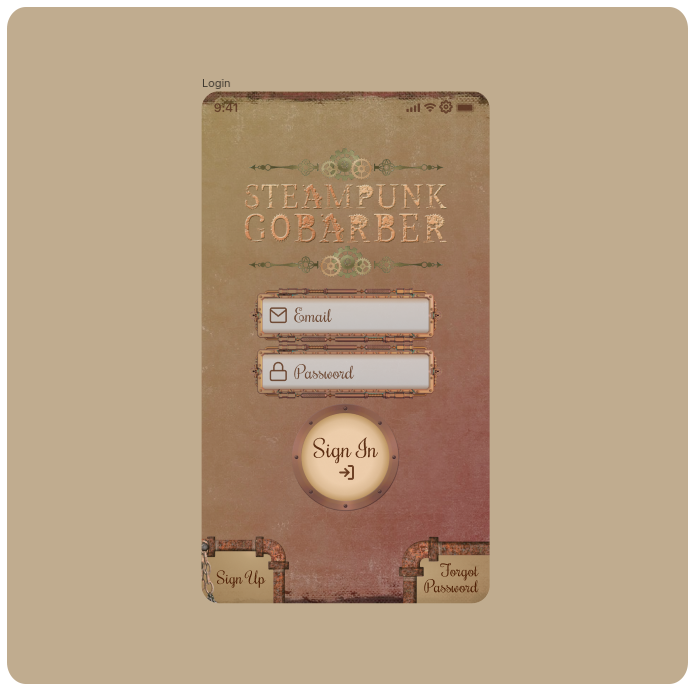 Login
9:41
STEAMPUNK
GOBARBER
Email
Password
Sign In
Sign Up
Forgot
Password